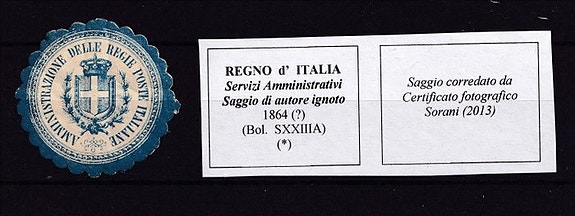 AMMINISTRAZIONE DELLE REGIE POSTE ITALIANE
REGNO d' ITALIA
Servizi Amministrativi
Saggio di autore ignoto
1864 (?)
(Bol. SXXIIIA)
(*)
Saggio corredato da
Certificato fotografico
Sorani (2013)